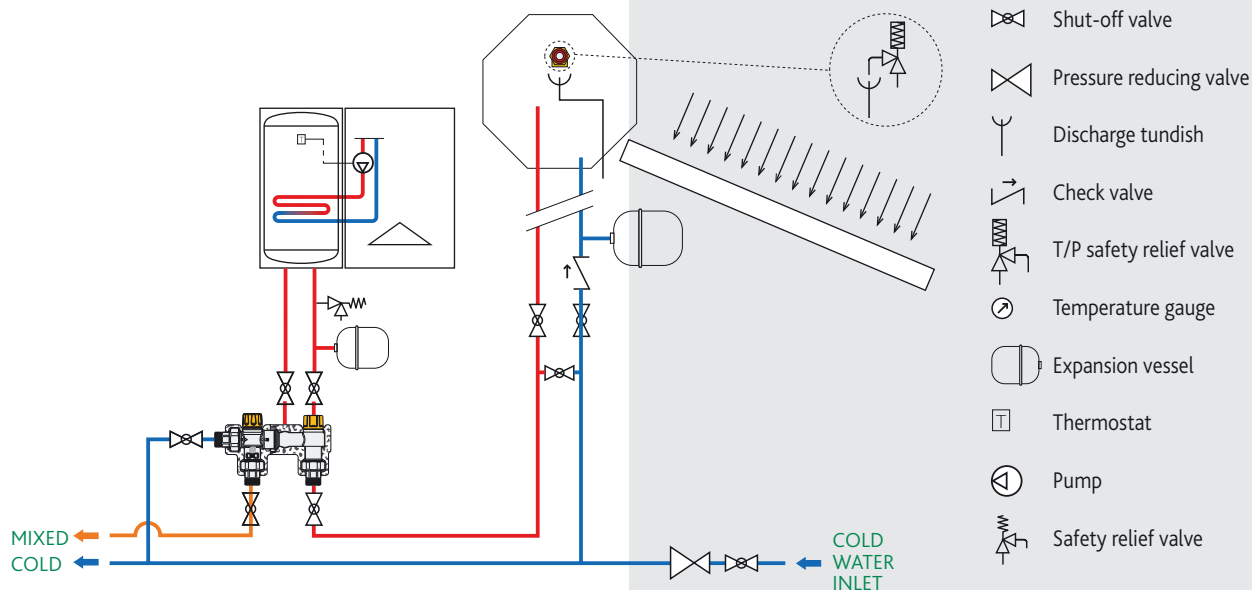 Shut-off valve
Pressure reducing valve
Discharge tundish
Check valve
T/P safety relief valve
Temperature gauge
Expansion vessel
T
Thermostat
Pump
Safety relief valve
T
MIXED
COLD
COLD
WATER
INLET